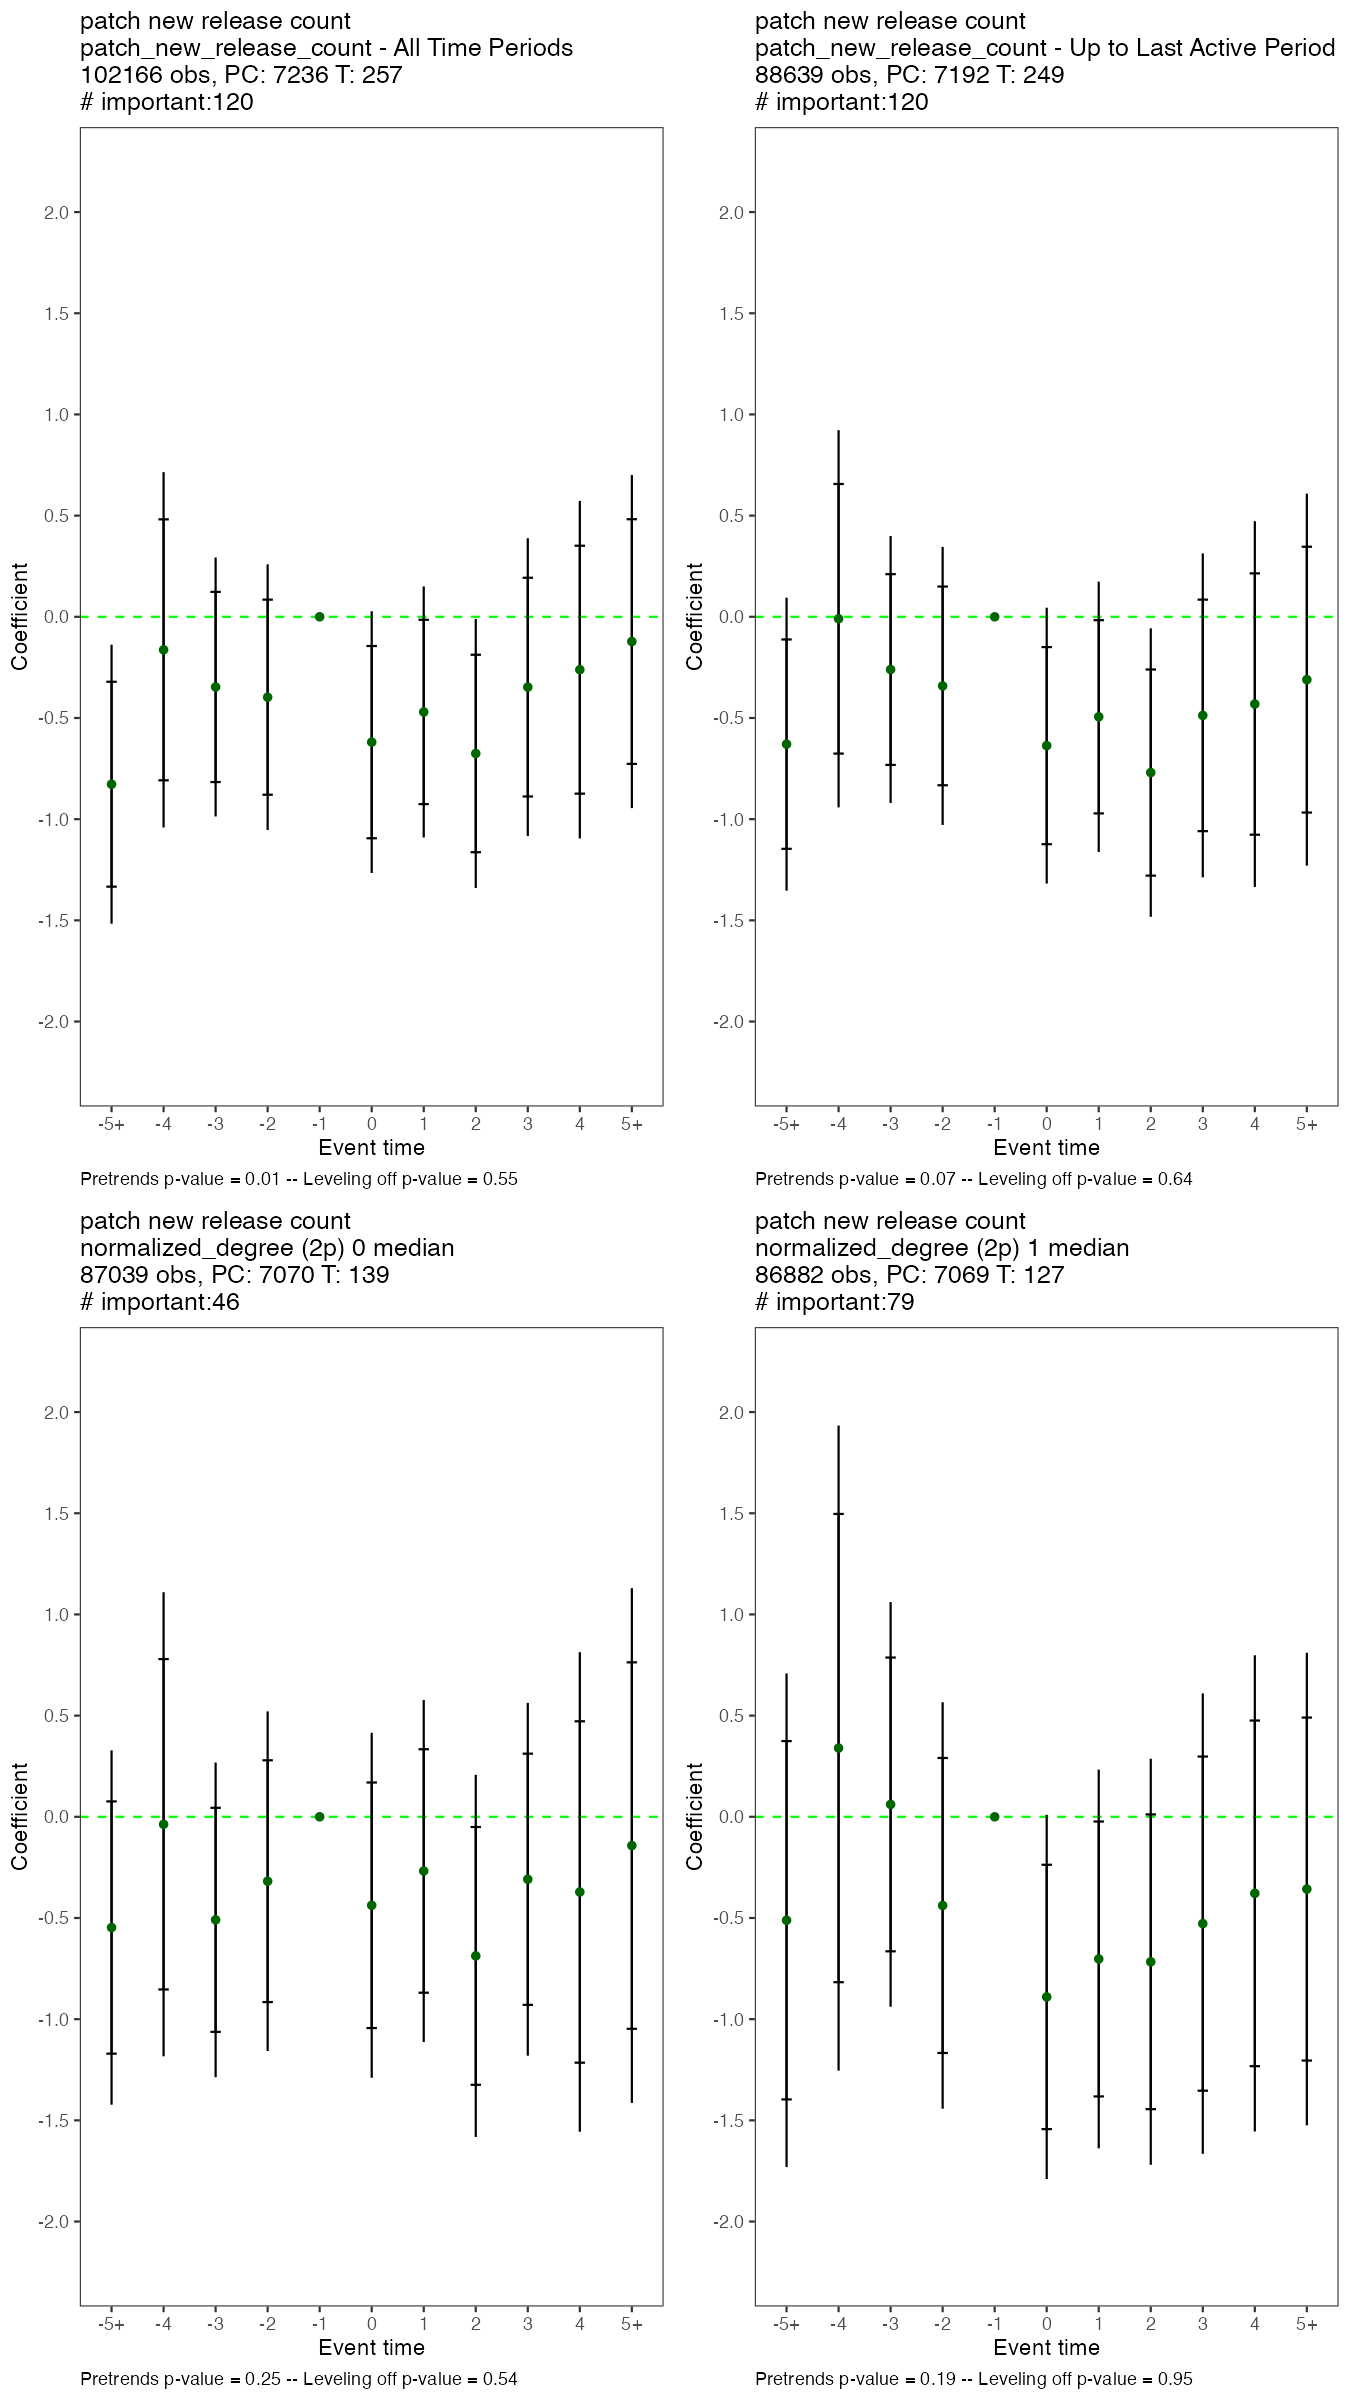 patch new release count
patch_new_release_count - All Time Periods
102166 obs, PC: 7236 T: 257
# important:120
2.0
1.5
1.0
0.5
0.0
-0.5
-1.0
-1.5
-2.0
Coefficient
-5+ -4 -3 -2 -1 0 1 2 3 4 5+
Event time
Pretrends p-value = 0.01 -- Leveling off p-value = 0.55
patch new release count
patch_new_release_count - Up to Last Active Period
88639 obs, PC: 7192 T: 249
# important:120
2.0
1.5
1.0
0.5
0.0
-0.5
-1.0
-1.5
-2.0
Coefficient
-5+ -4 -3 -2 -1 0 1 2 3 4 5+
Event time
Pretrends p-value = 0.07 -- Leveling off p-value = 0.64
patch new release count
normalized_degree (2p) 0 median
87039 obs, PC: 7070 T: 139
# important:46
2.0
1.5
1.0
0.5
0.0
-0.5
-1.0
-1.5
-2.0
Coefficient
-5+ -4 -3 -2 -1 0 1 2 3 4 5+
Event time
Pretrends p-value = 0.25 -- Leveling off p-value = 0.54
patch new release count
normalized_degree (2p) 1 median
86882 obs, PC: 7069 T: 127
# important:79
2.0
1.5
1.0
0.5
0.0
-0.5
-1.0
-1.5
-2.0
Coefficient
-5+ -4 -3 -2 -1 0 1 2 3 4 5+
Event time
Pretrends p-value = 0.19 -- Leveling off p-value = 0.95